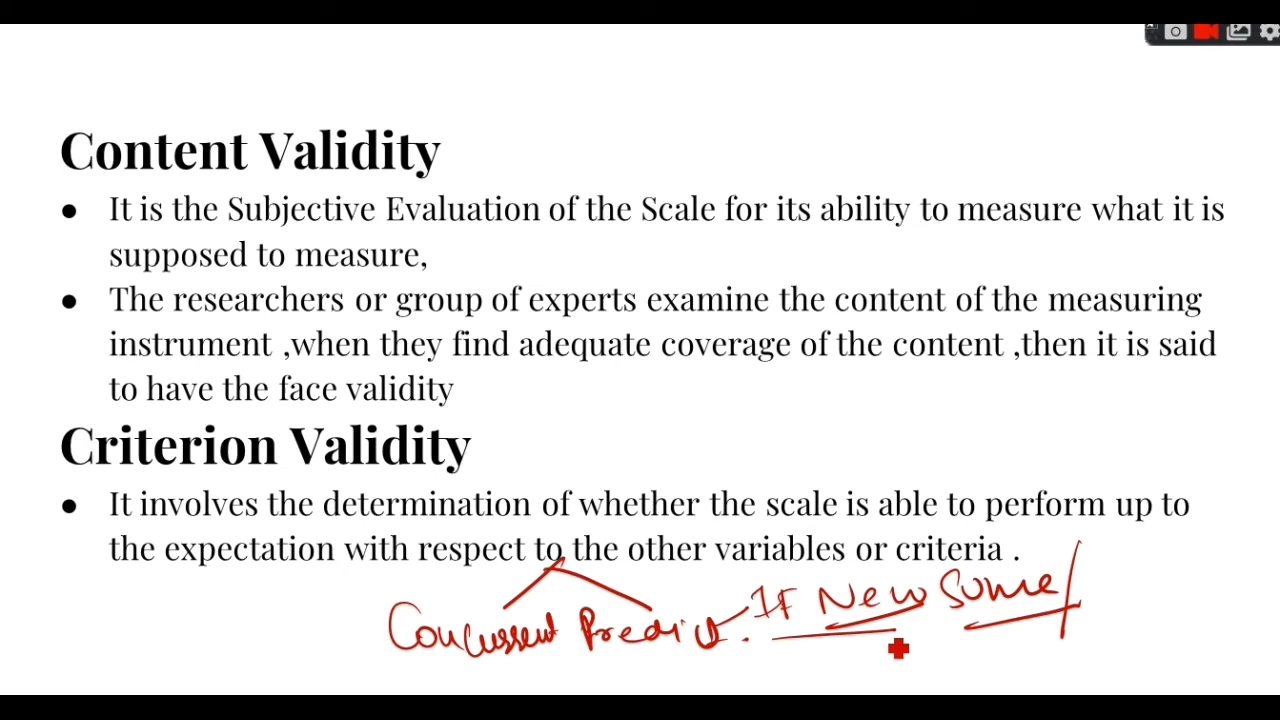 Content Validity
● It is the Subjective Evaluation of the Scale for its ability to measure what it is
supposed to measure,
● The researchers or group of experts examine the content of the measuring
instrument ,when they find adequate coverage of the content ,then it is said
to have the face validity
Criterion Validity
● It involves the determination of whether the scale is able to perform up to
the expectation with respect to the other variables or criteria .
Concurrent If New